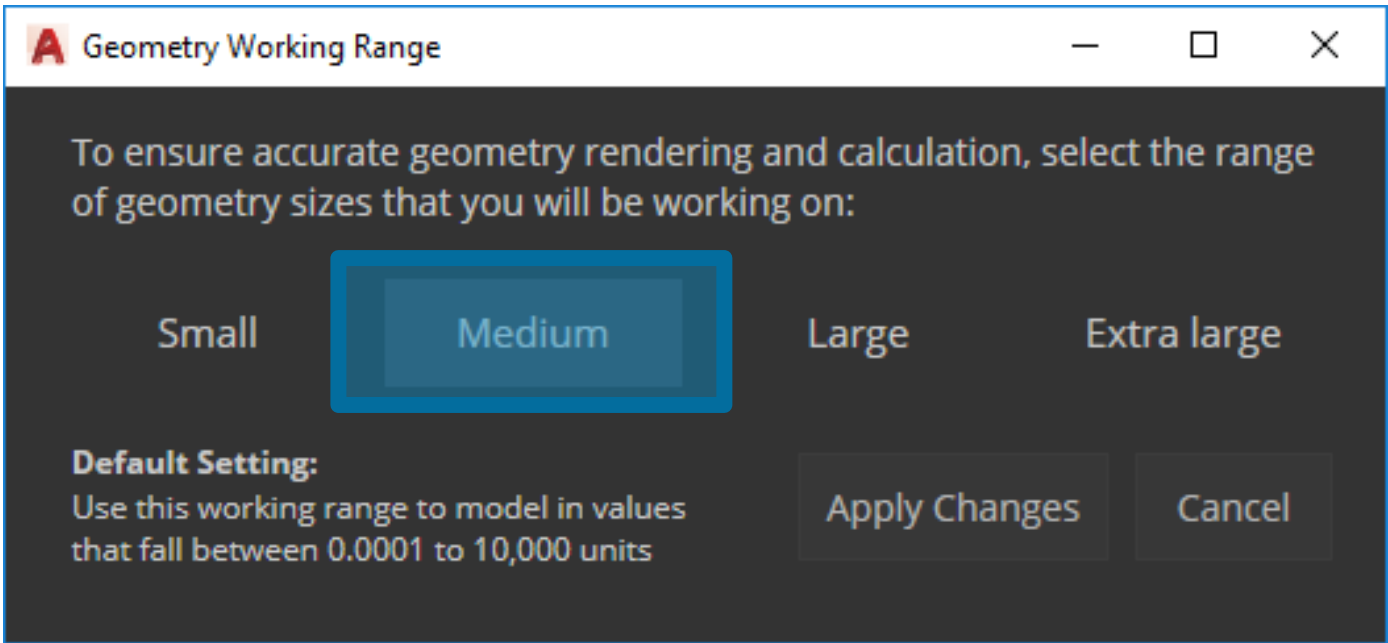 Geometry Working Range
To ensure accurate geometry rendering and calculation, select the range
of geometry sizes that you will be working on:
Small Medium Large Extra large
Default Setting:
Use this working range to model in values
that fall between 0.0001 to 10,000 units
Apply Changes Cancel